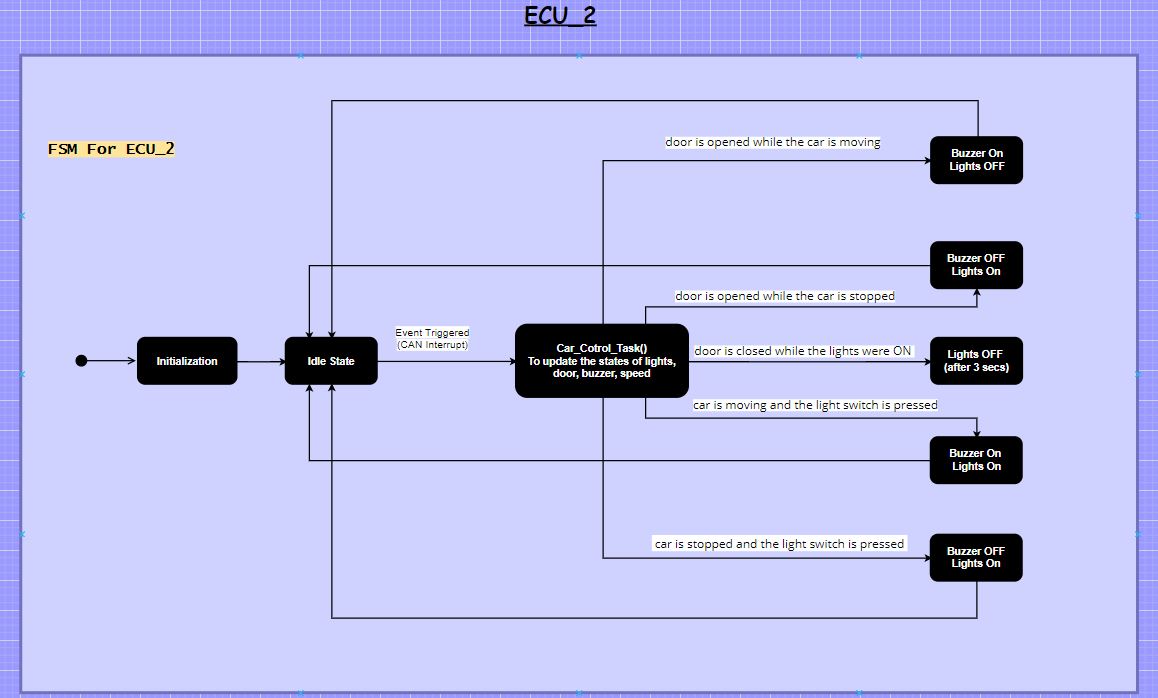 ECU_2
FSM For ECU_2
door is opened while the car is moving
Buzzer On
Lights OFF
Buzzer OFF
Lights On
door is opened while the car is stopped
Initialization
Idle State
Event Triggered
(CAN Interrupt)
Car_Cotrol_Task()
To update the states of lights,
door, buzzer, speed
door is closed while the lights were ON
Lights OFF
(after 3 secs)
car is moving and the light switch is pressed
Buzzer On
Lights On
car is stopped and the light switch is pressed
Buzzer OFF
Lights On